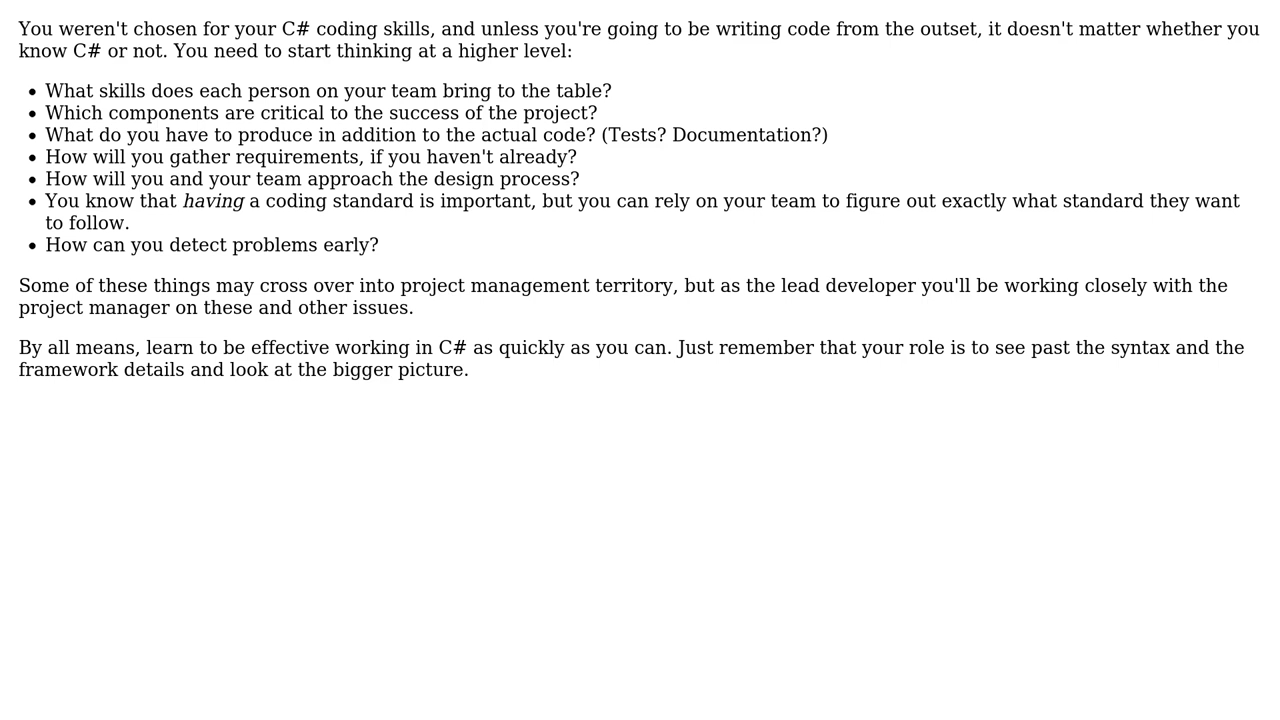 You weren't chosen for your C# coding skills, and unless you're going to be writing code from the outset, it doesn't matter whether you
know C# or not. You need to start thinking at a higher level:
• What skills does each person on your team bring to the table?
• Which components are critical to the success of the project?
• What do you have to produce in addition to the actual code? (Tests? Documentation?)
• How will you gather requirements, if you haven't already?
• How will you and your team approach the design process?
• You know that having a coding standard is important, but you can rely on your team to figure out exactly what standard they want
to follow.
• How can you detect problems early?
Some of these things may cross over into project management territory, but as the lead developer you'll be working closely with the
project manager on these and other issues.
By all means, learn to be effective working in C# as quickly as you can. Just remember that your role is to see past the syntax and the
framework details and look at the bigger picture.